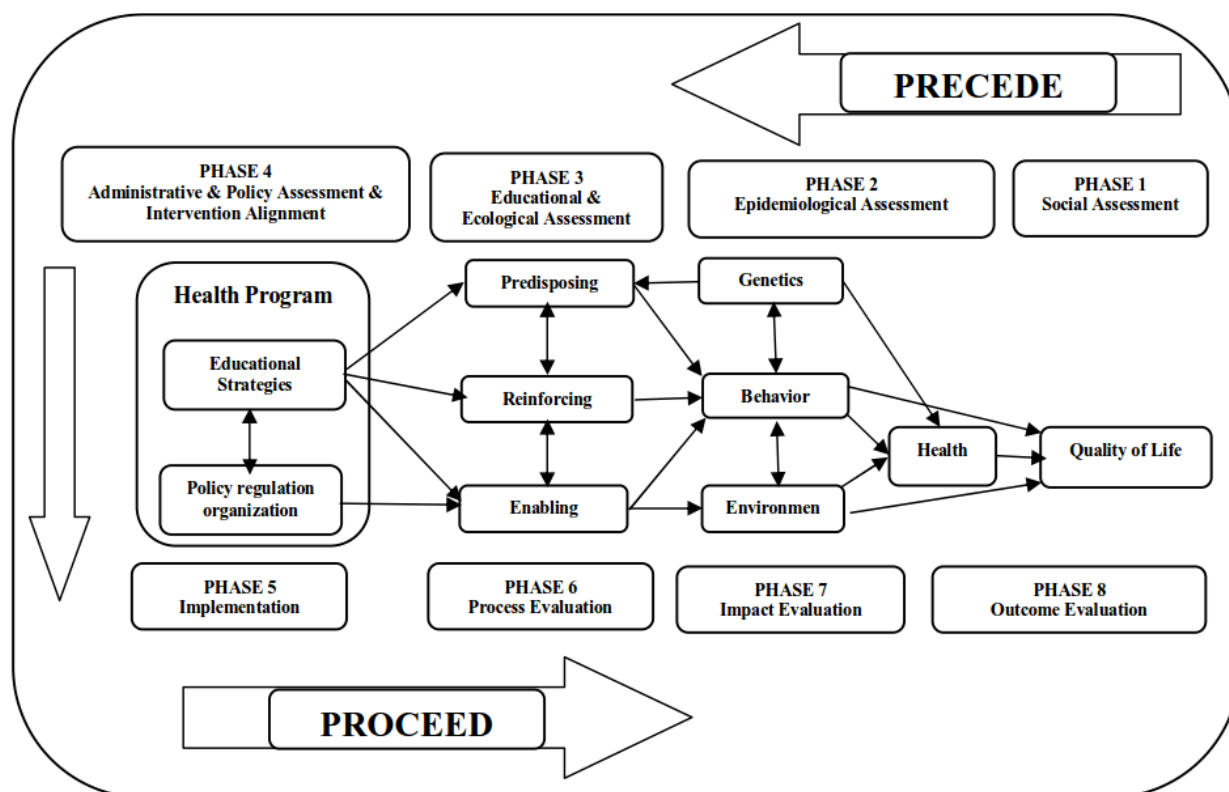 PRECEDE
PHASE 4
Administrative & Policy Assessment &
Intervention Alignment
PHASE 3
Educational &
Ecological Assessment
PHASE 2
Epidemiological Assessment
PHASE 1
Social Assessment
Health Program
Educational
Strategies
Policy regulation
organization
Predisposing
Reinforcing
Enabling
Genetics
Behavior
Environmen
Health
Quality of Life
PHASE 5
Implementation
PHASE 6
Process Evaluation
PHASE 7
Impact Evaluation
PHASE 8
Outcome Evaluation
PROCEED